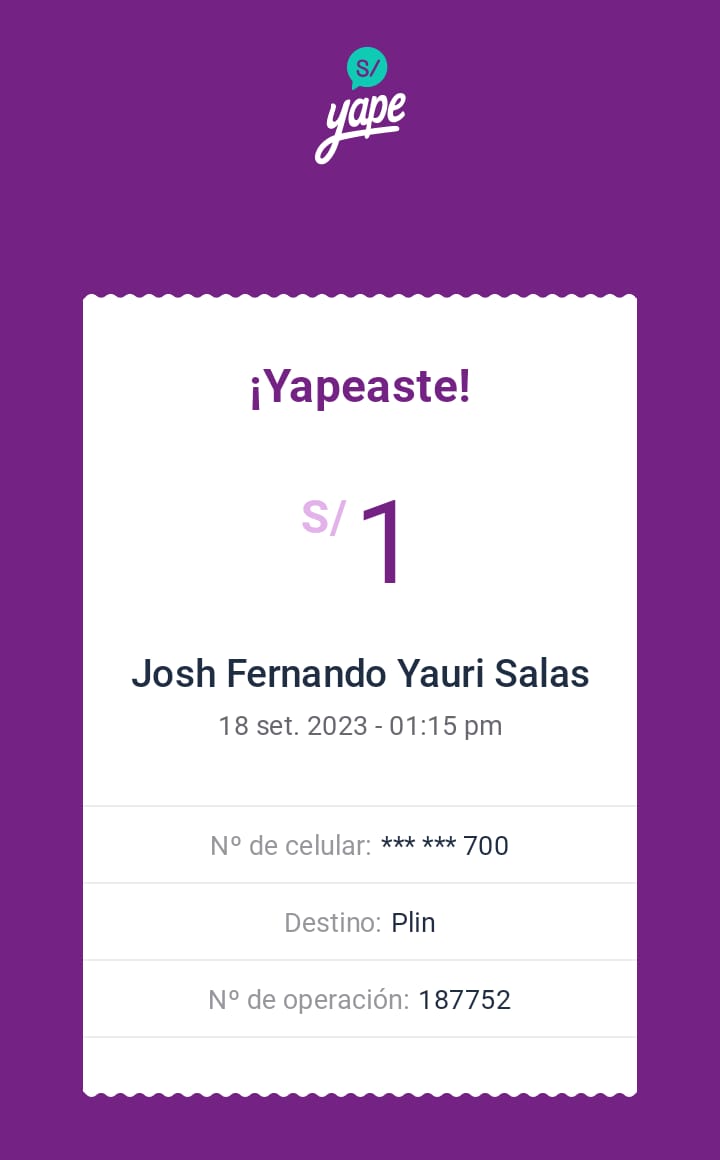 S/
yape
¡Yapeaste!
S/ 1
Josh Fernando Yauri Salas
18 set. 2023 - 01:15 pm
Nº de celular: *** *** 700
Destino: Plin
Nº de operación: 187752